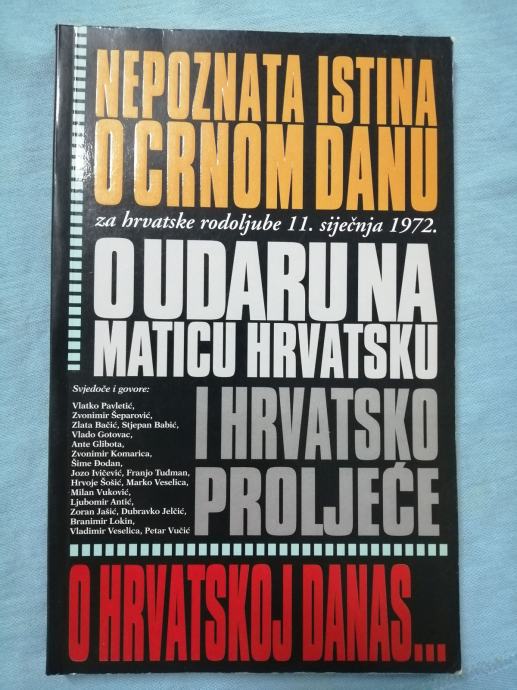 NEPOZNATA ISTINA
O CRNOM DANU
za hrvatske rodoljube 11. siječnja 1972.
O UDARU NA
MATICU HRVATSKU
I HRVATSKO
PROLJEĆE
Svjedoče i govore:
Vlatko Pavletić,
Zvonimir Šeparović,
Zlata Bačić, Stjepan Babić,
Vlado Gotovac,
Ante Glibota,
Zvonimir Komarica,
Šime Đodan,
Jozo Ivičević, Franjo Tuđman,
Hrvoje Šošić, Marko Veselica,
Milan Vuković,
Ljubomir Antić,
Zoran Jašić, Dubravko Jelčić,
Branimir Lokin,
Vladimir Veselica, Petar Vučić
O HRVATSKOJ DANAS...